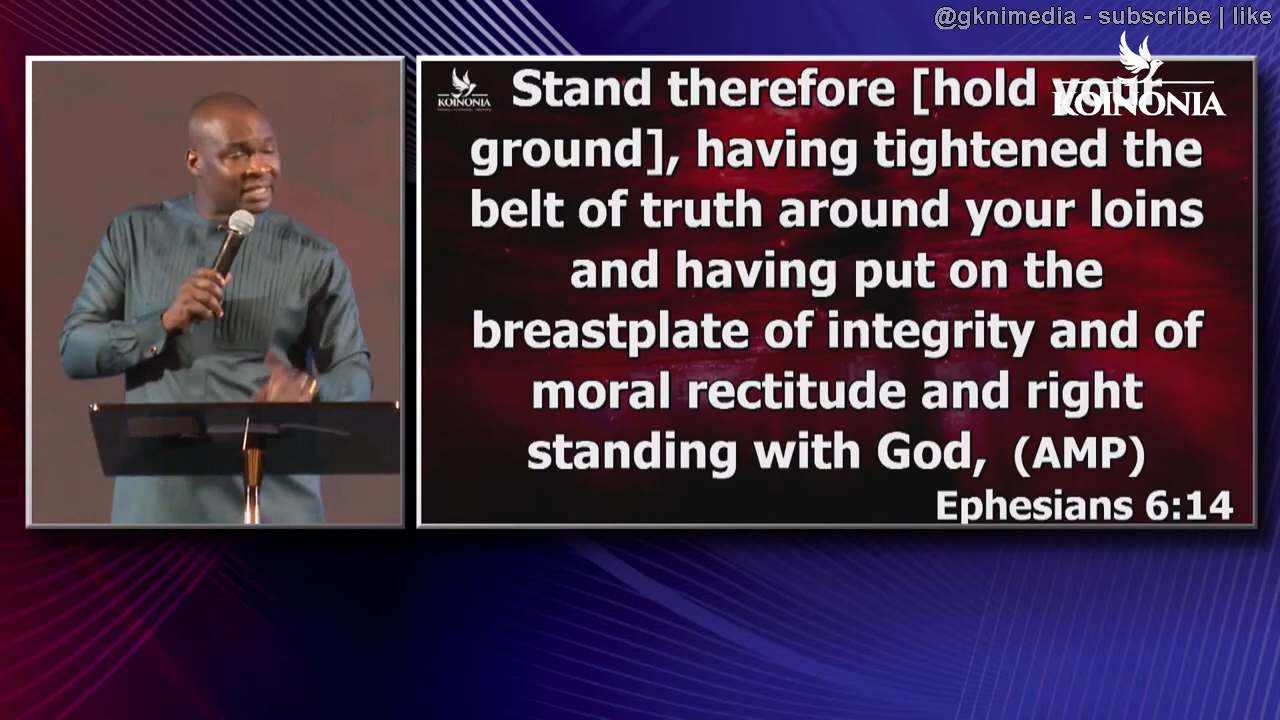 @gknimedia - subscribe | like
KOINONIA
KOINONIA
Stand therefore [hold your
ground], having tightened the
belt of truth around your loins
and having put on the
breastplate of integrity and of
moral rectitude and right
standing with God, (AMP)
Ephesians 6:14